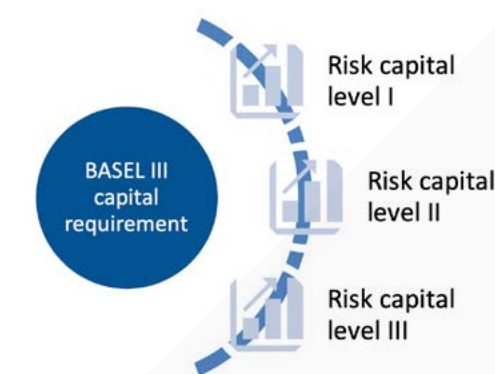 BASEL III
capital
requirement
Risk capital
level I
Risk capital
level II
Risk capital
level III